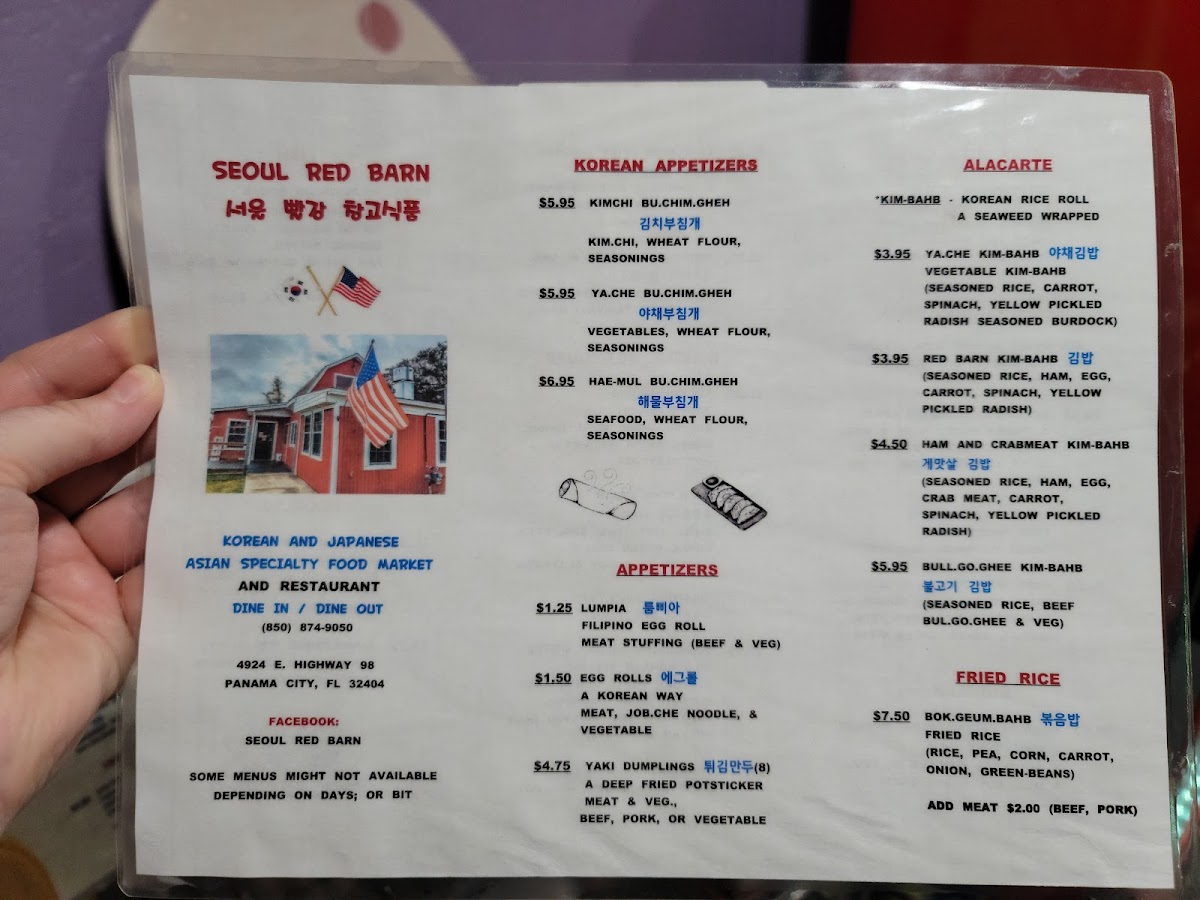 SEOUL RED BARN
서울 빨강 창고식품
KOREAN AND JAPANESE
ASIAN SPECIALTY FOOD MARKET
AND RESTAURANT
DINE IN / DINE OUT
(850) 874-9050
4924 E. HIGHWAY 98
PANAMA CITY, FL 32404
FACEBOOK:
SEOUL RED BARN
SOME MENUS MIGHT NOT AVAILABLE
DEPENDING ON DAYS; OR BIT
KOREAN APPETIZERS
$5.95 KIMCHI BU.CHIM.GHEH
김치부침개
KIM.CHI, WHEAT FLOUR,
SEASONINGS
$5.95 YA.CHE BU.CHIM.GHEH
야채부침개
VEGETABLES, WHEAT FLOUR,
SEASONINGS
$6.95 HAE-MUL BU.CHIM.GHEH
해물부침개
SEAFOOD, WHEAT FLOUR,
SEASONINGS
APPETIZERS
$1.25 LUMPIA 룸삐아
FILIPINO EGG ROLL
MEAT STUFFING (BEEF & VEG)
$1.50 EGG ROLLS 에그롤
A KOREAN WAY
MEAT, JOB.CHE NOODLE, &
VEGETABLE
$4.75 YAKI DUMPLINGS 튀김만두(8)
A DEEP FRIED POTSTICKER
MEAT & VEG.,
BEEF, PORK, OR VEGETABLE
ALACARTE
*KIM-BAHB - KOREAN RICE ROLL
A SEAWEED WRAPPED
$3.95 YA.CHE KIM-BAHB 야채김밥
VEGETABLE KIM-BAHB
(SEASONED RICE, CARROT,
SPINACH, YELLOW PICKLED
RADISH SEASONED BURDOCK)
$3.95 RED BARN KIM-BAHB 김밥
(SEASONED RICE, HAM, EGG,
CARROT, SPINACH, YELLOW
PICKLED RADISH)
$4.50 HAM AND CRABMEAT KIM-BAHB
게맛살 김밥
(SEASONED RICE, HAM, EGG,
CRAB MEAT, CARROT,
SPINACH, YELLOW PICKLED
RADISH)
$5.95 BULL.GO.GHEE KIM-BAHB
불고기 김밥
(SEASONED RICE, BEEF
BUL.GO.GHEE & VEG)
FRIED RICE
$7.50 BOK.GEUM.BAHB 볶음밥
FRIED RICE
(RICE, PEA, CORN, CARROT,
ONION, GREEN-BEANS)
ADD MEAT $2.00 (BEEF, PORK)